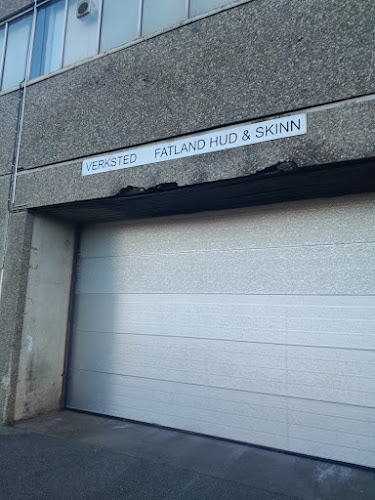 VERKSTED FATLAND HUD & SKINN